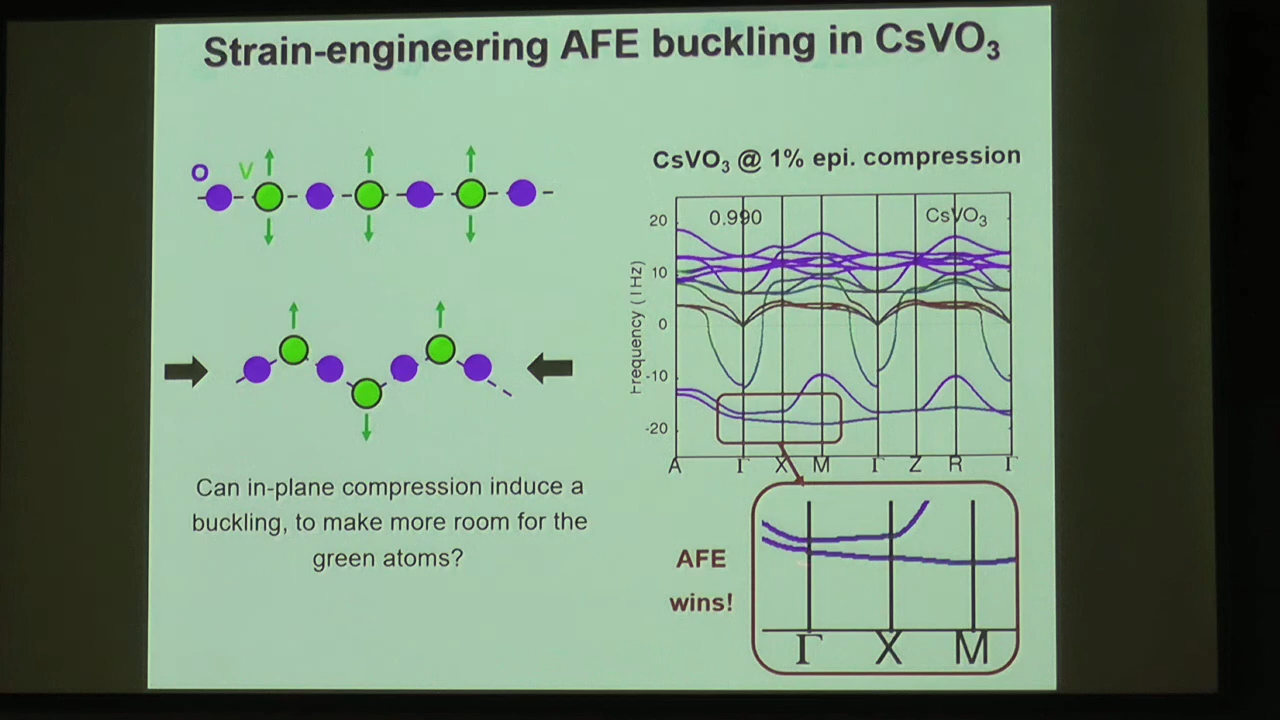 Strain-engineering AFE buckling in CsVO₃
O V
CsVO₃ @ 1% epi. compression
0.990 CsVO₃
Frequency (THz)
20
10
0
-10
-20
A Γ X M Γ Z R Γ
Can in-plane compression induce a
buckling, to make more room for the
green atoms?
AFE
wins!
Γ X M